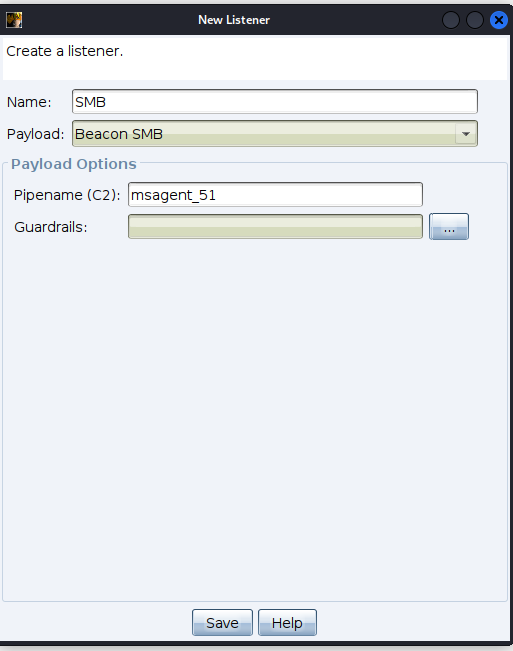 New Listener
Create a listener.
Name: SMB
Payload: Beacon SMB
Payload Options
Pipename (C2): msagent_51
Guardrails: ...
Save Help